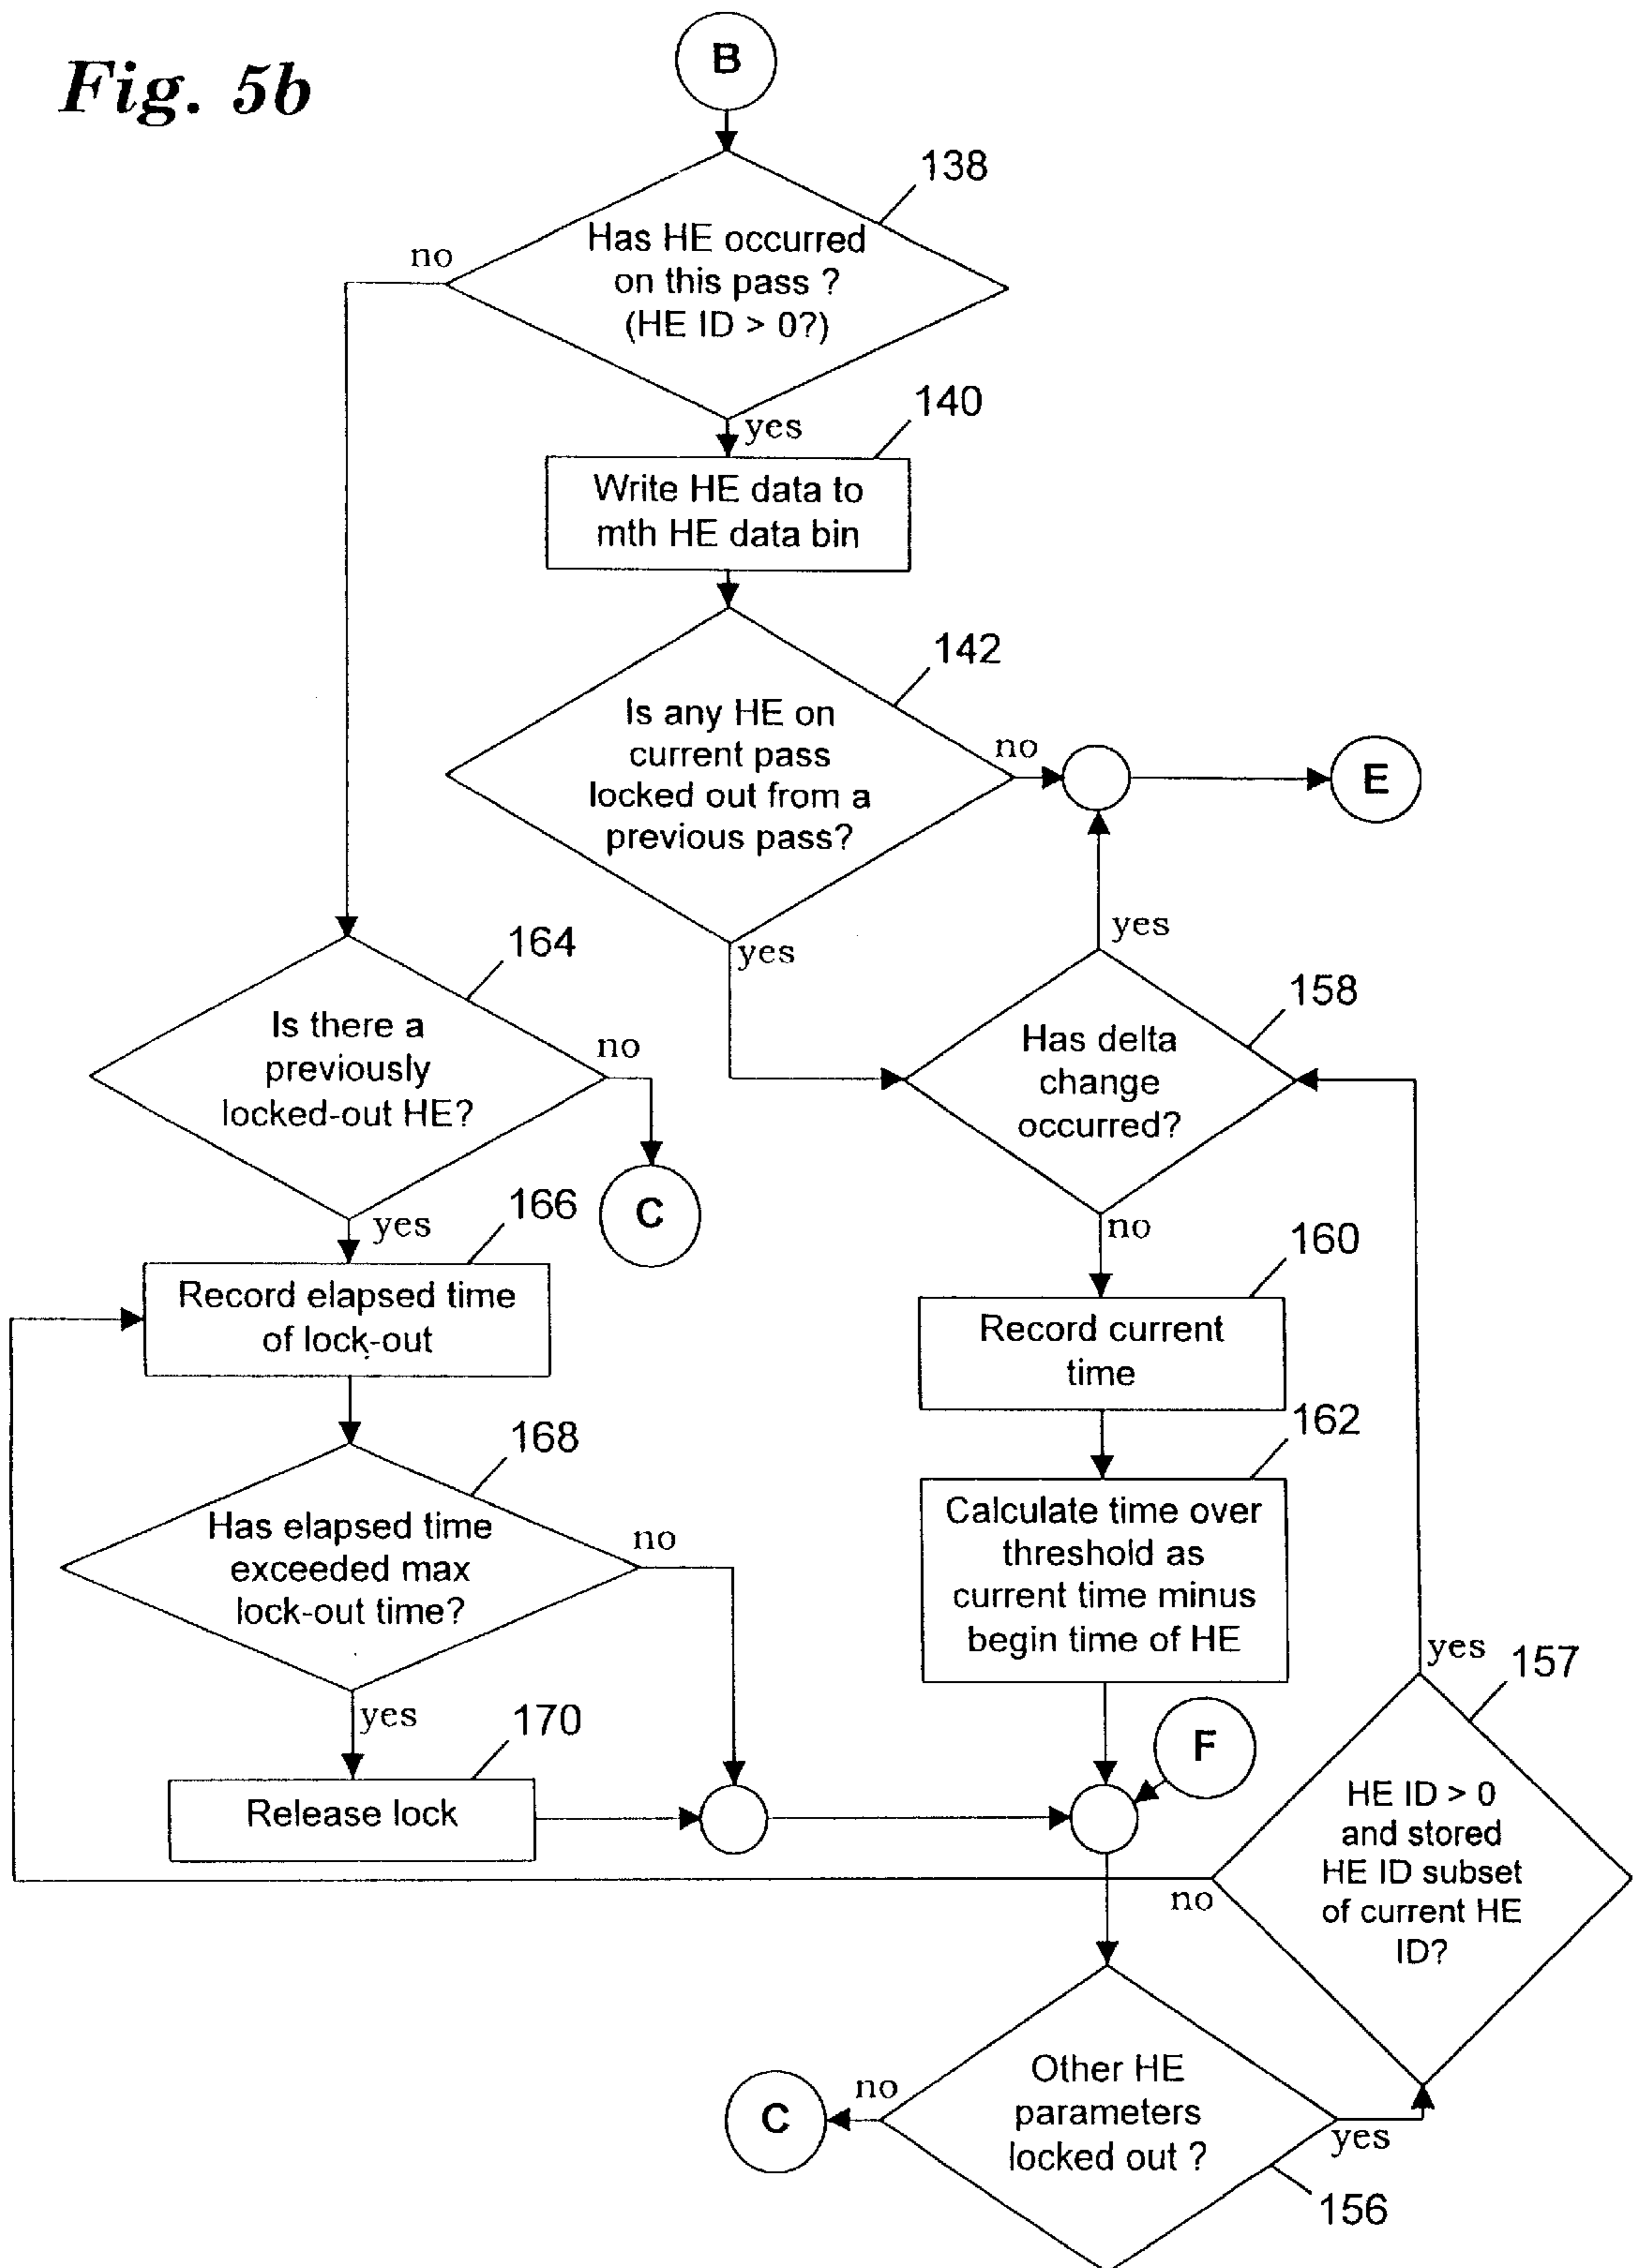 Fig. 5b
B
138
Has HE occurred
on this pass ?
(HE ID > 0?)
no
yes
140
Write HE data to
mth HE data bin
142
Is any HE on
current pass
locked out from a
previous pass?
no
E
yes
yes
164
Is there a
previously
locked-out HE?
no
C
yes
158
Has delta
change
occurred?
no
166
Record elapsed time
of lock-out
160
Record current
time
168
Has elapsed time
exceeded max
lock-out time?
no
yes
162
Calculate time over
threshold as
current time minus
begin time of HE
170
Release lock
F
yes
157
HE ID > 0
and stored
HE ID subset
of current HE
ID?
no
Other HE
parameters
locked out ?
no
C
yes
156